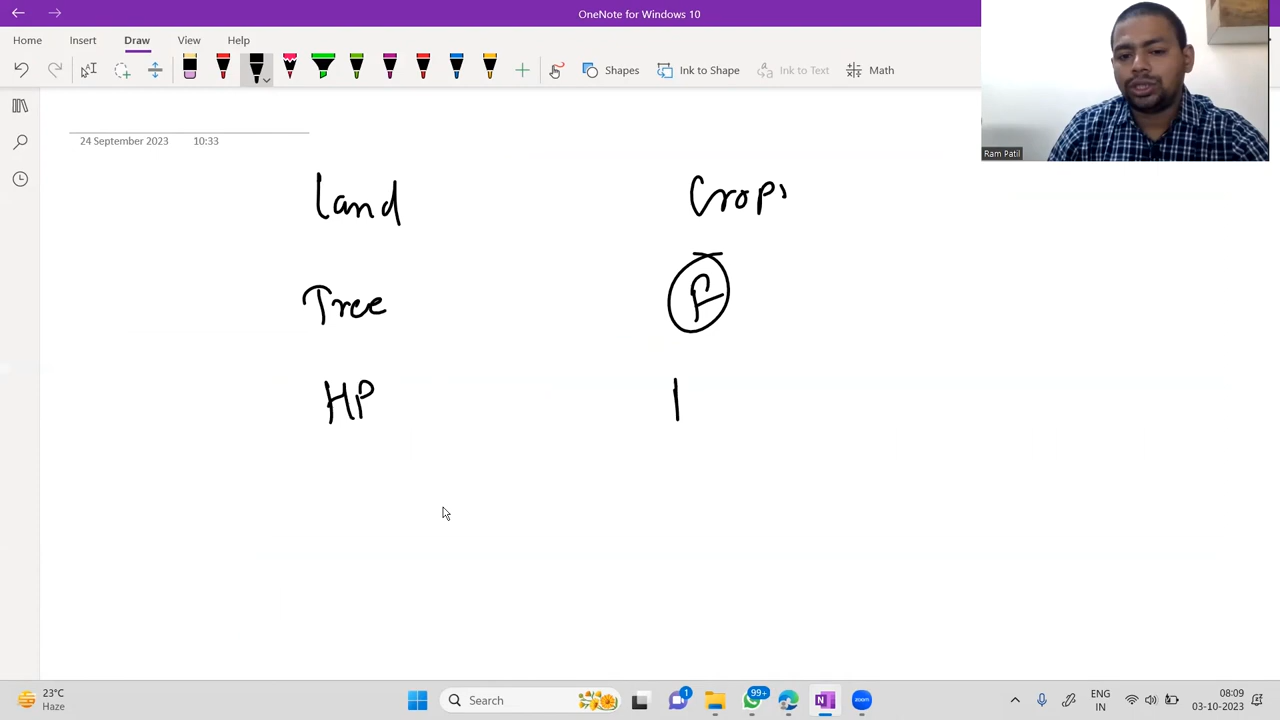 OneNote for Windows 10
Home Insert Draw View Help
Shapes Ink to Shape Ink to Text Math
Ram Patil
24 September 2023 10:33
Land Crops
Tree F
HP
23°C
Haze
Search
1
99+
zoom
ENG
IN
08:09
03-10-2023